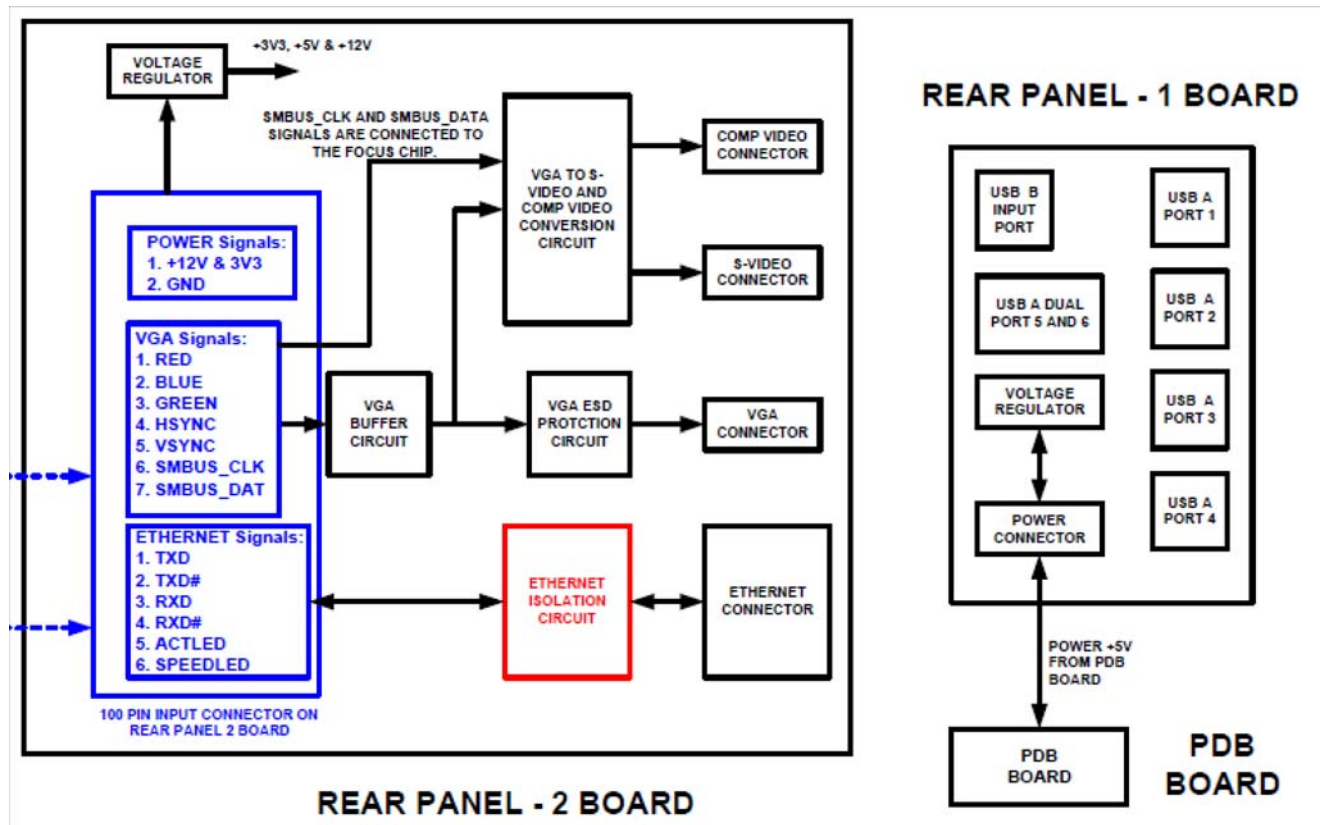 +3V3, +5V & +12V
VOLTAGE
REGULATOR
SMBUS_CLK AND SMBUS_DATA
SIGNALS ARE CONNECTED TO
THE FOCUS CHIP.
POWER Signals:
1. +12V & 3V3
2. GND
VGA Signals:
1. RED
2. BLUE
3. GREEN
4. HSYNC
5. VSYNC
6. SMBUS_CLK
7. SMBUS_DAT
ETHERNET Signals:
1. TXD
2. TXD#
3. RXD
4. RXD#
5. ACTLED
6. SPEEDLED
100 PIN INPUT CONNECTOR ON
REAR PANEL 2 BOARD
VGA TO S-
VIDEO AND
COMP VIDEO
CONVERSION
CIRCUIT
COMP VIDEO
CONNECTOR
S-VIDEO
CONNECTOR
VGA
BUFFER
CIRCUIT
VGA ESD
PROTCTION
CIRCUIT
VGA
CONNECTOR
ETHERNET
ISOLATION
CIRCUIT
ETHERNET
CONNECTOR
REAR PANEL - 2 BOARD
REAR PANEL - 1 BOARD
USB B
INPUT
PORT
USB A
PORT 1
USB A DUAL
PORT 5 AND 6
USB A
PORT 2
VOLTAGE
REGULATOR
USB A
PORT 3
POWER
CONNECTOR
USB A
PORT 4
POWER +5V
FROM PDB
BOARD
PDB
BOARD
PDB
BOARD